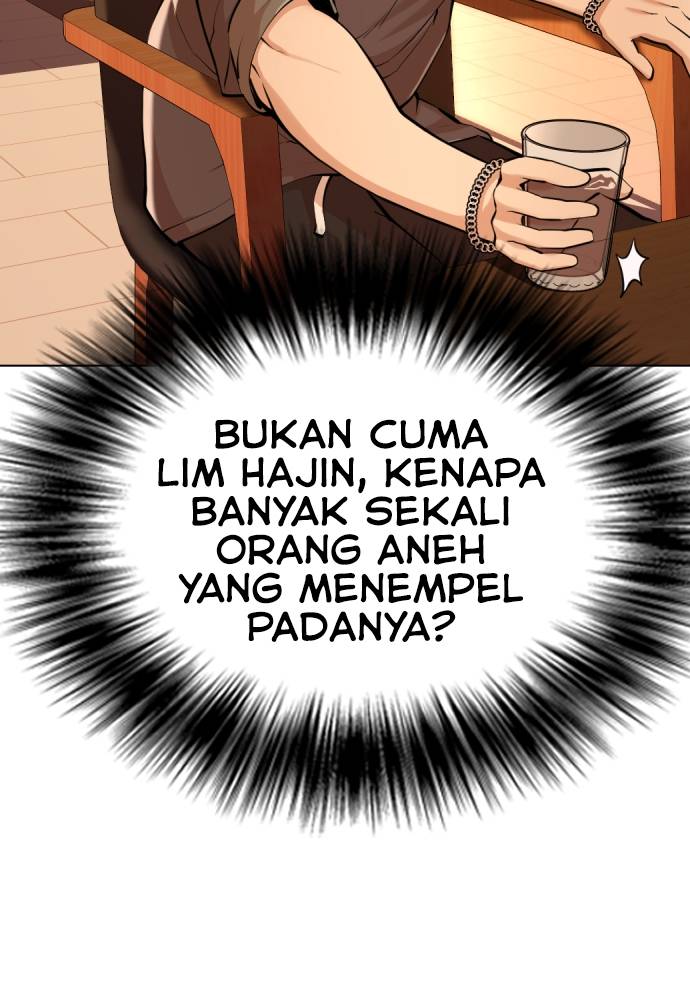 BUKAN CUMA
LIM HAJIN, KENAPA
BANYAK SEKALI
ORANG ANEH
YANG MENEMPEL
PADANYA?